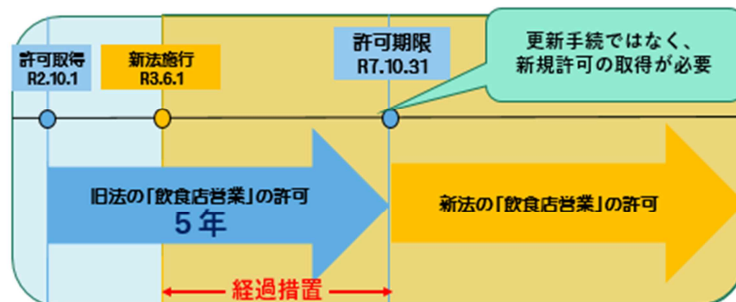 許可取得
R2.10.1
新法施行
R3.6.1
許可期限
R7.10.31
更新手続ではなく、
新規許可の取得が必要
旧法の「飲食店営業」の許可
5年
新法の「飲食店営業」の許可
経過措置